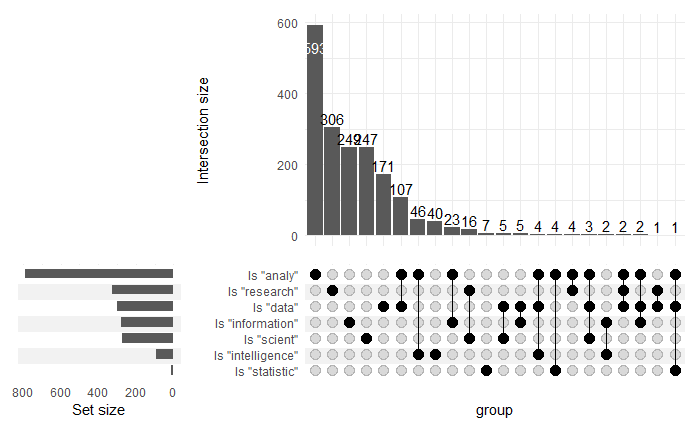 600
400
200
0
Intersection size
593
306
249
247
171
107
46
40
23
16
7
5
5
4
4
4
3
2
2
2
1
1
Is "analy"
Is "research"
Is "data"
Is "information"
Is "scient"
Is "intelligence"
Is "statistic"
800 600 400 200 0
Set size
group